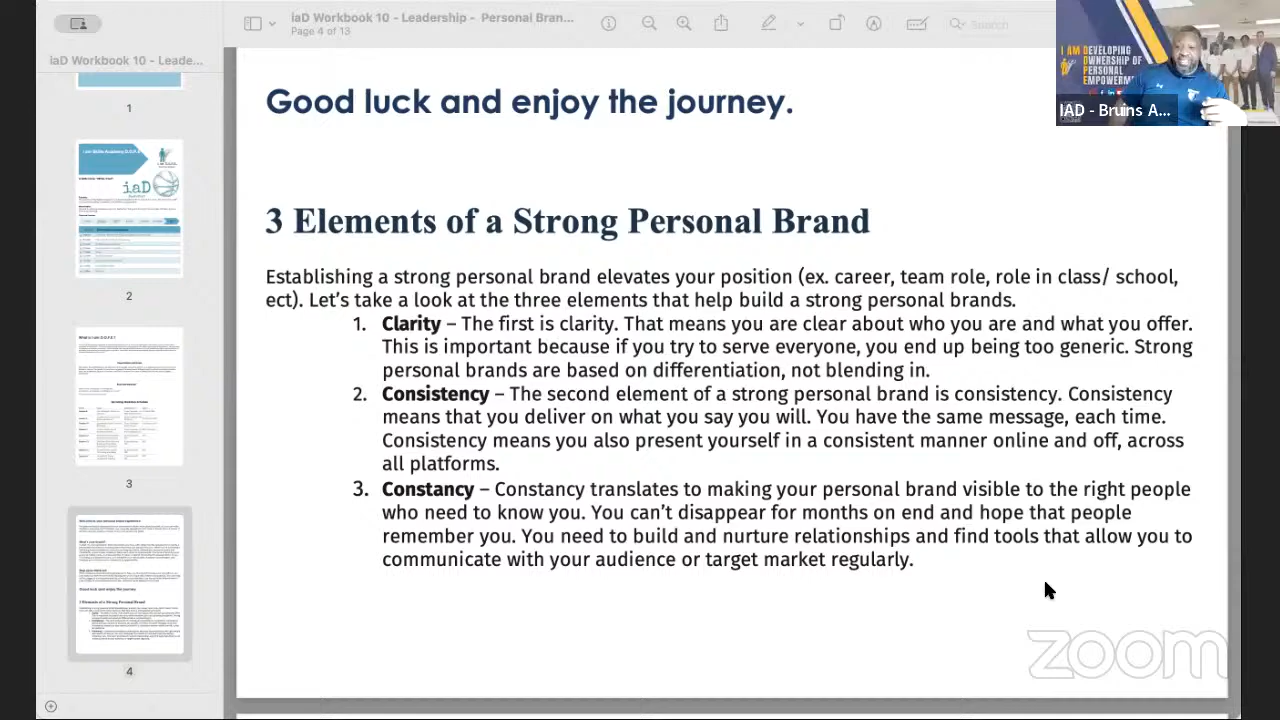 iaD Workbook 10 - Leadership - Personal Bran...
Page 4 of 13
Search
iaD Workbook 10 - Leade...
1
2
3
4
I AM DEVELOPING
OWNERSHIP OF
PERSONAL
EMPOWERM
IAD - Bruins A...
Good luck and enjoy the journey.
3 Elements of a Strong Personal Brand
Establishing a strong personal brand elevates your position (ex. career, team role, role in class/ school,
ect). Let's take a look at the three elements that help build a strong personal brands.
1. Clarity – The first is clarity. That means you are clear about who you are and what you offer.
This is important because if you try to serve everyone, you end up being too generic. Strong
personal brands are based on differentiation, not blending in.
2. Consistency – The second element of a strong personal brand is consistency. Consistency
means that you deliver on what you say you will. You have the same message, each time.
Consistency means you also present yourself in a consistent manner online and off, across
all platforms.
3. Constancy – Constancy translates to making your personal brand visible to the right people
who need to know you. You can't disappear for months on end and hope that people
remember you. You need to build and nurture relationships and find tools that allow you to
communicate with your audience or target market regularly.
zoom